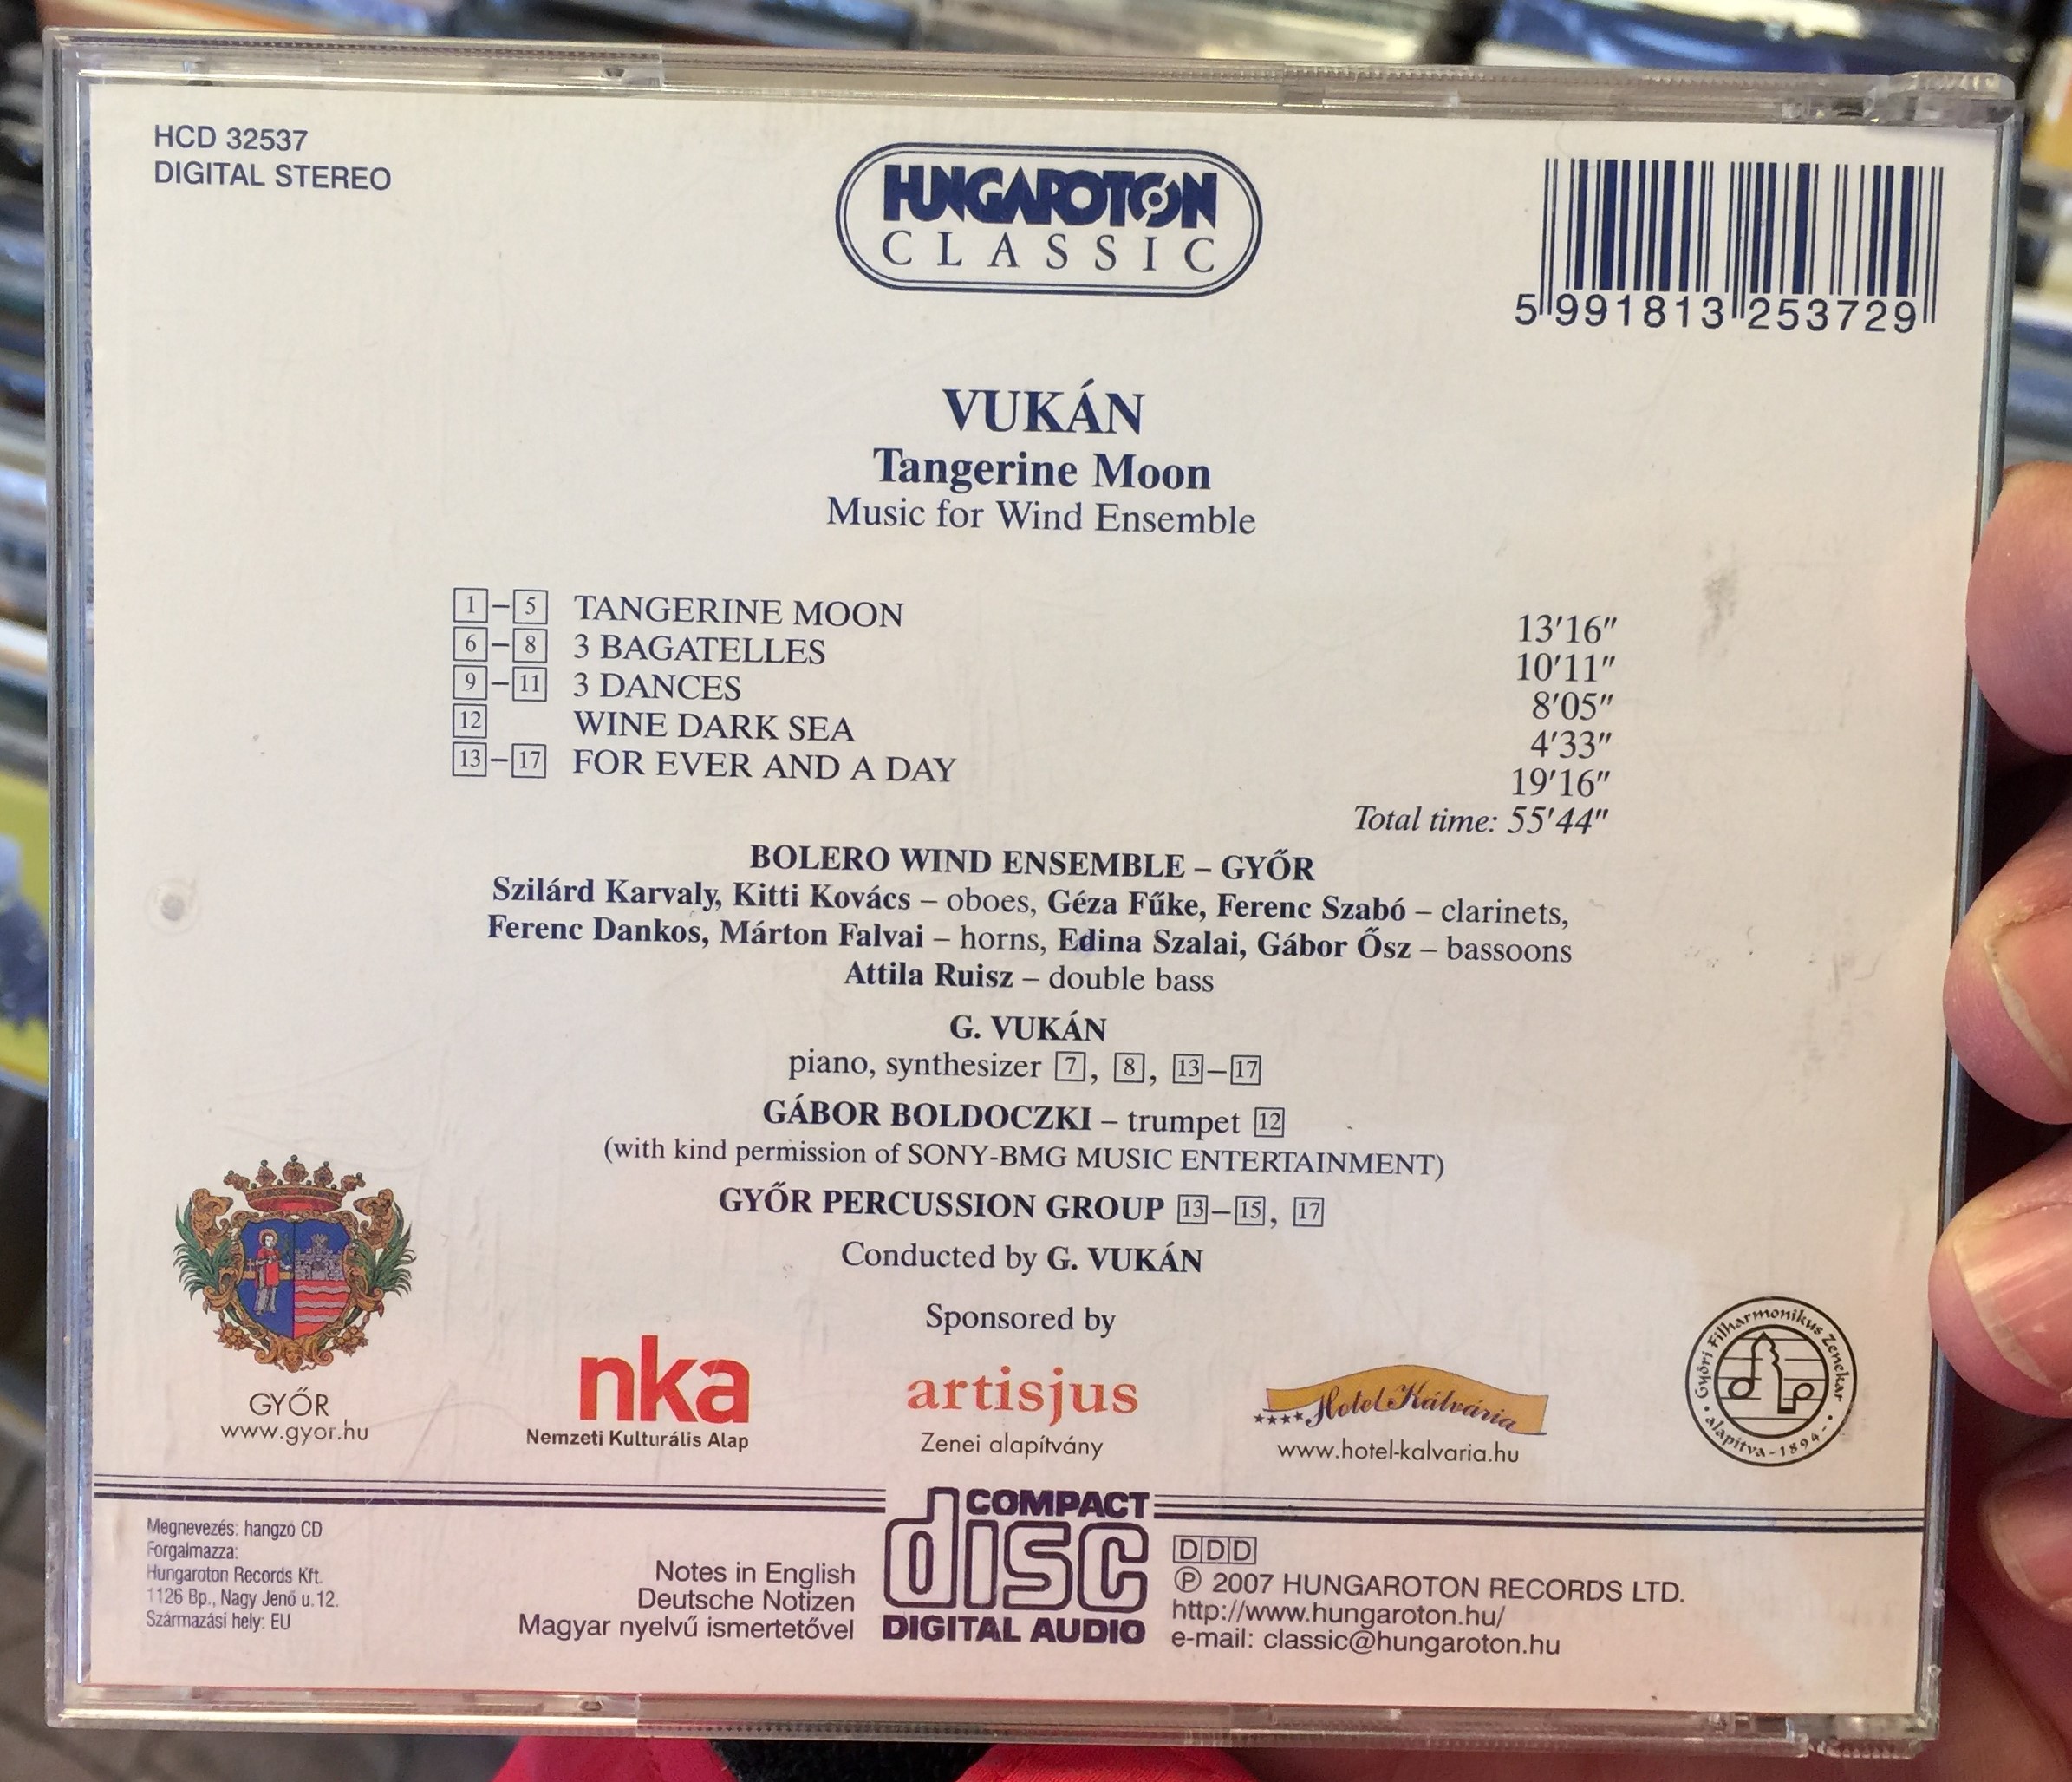 HCD 32537
DIGITAL STEREO
HUNGAROTON
CLASSIC
5 991813 253729
VUKÁN
Tangerine Moon
Music for Wind Ensemble
1–5 TANGERINE MOON 13'16"
6–8 3 BAGATELLES 10'11"
9–11 3 DANCES 8'05"
12 WINE DARK SEA 4'33"
13–17 FOR EVER AND A DAY 19'16"
Total time: 55'44"
BOLERO WIND ENSEMBLE – GYŐR
Szilárd Karvaly, Kitti Kovács – oboes, Géza Fűke, Ferenc Szabó – clarinets,
Ferenc Dankos, Márton Falvai – horns, Edina Szalai, Gábor Ősz – bassoons
Attila Ruisz – double bass
G. VUKÁN
piano, synthesizer 7, 8, 13–17
GÁBOR BOLDOCZKI – trumpet 12
(with kind permission of SONY-BMG MUSIC ENTERTAINMENT)
GYŐR PERCUSSION GROUP 13–15, 17
Conducted by G. VUKÁN
Sponsored by
GYŐR
www.gyor.hu
nka
Nemzeti Kulturális Alap
artisjus
Zenei alapítvány
****Hotel Kálvária
www.hotel-kalvaria.hu
Győri Filharmonikus Zenekar
• alapítva - 1894 •
Megnevezés: hangzó CD
Forgalmazza:
Hungaroton Records Kft.
1126 Bp., Nagy Jenő u.12.
Származási hely: EU
Notes in English
Deutsche Notizen
Magyar nyelvű ismertetővel
COMPACT
disc
DIGITAL AUDIO
DDD
℗ 2007 HUNGAROTON RECORDS LTD.
http://www.hungaroton.hu/
e-mail: classic@hungaroton.hu